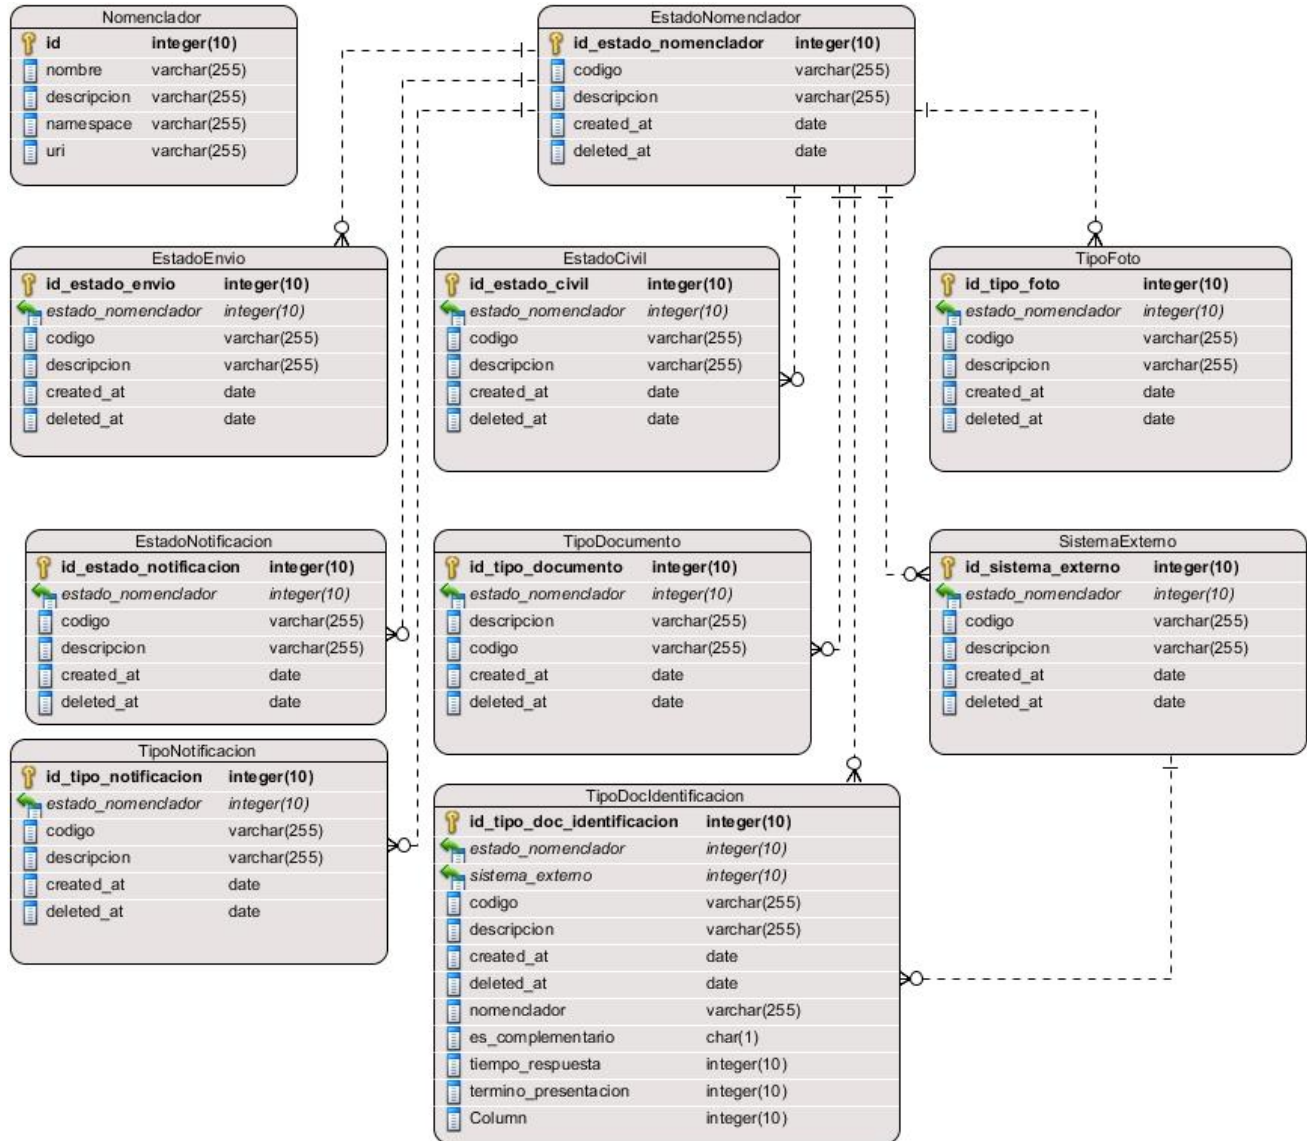 Nomenclador
id integer(10)
nombre varchar(255)
descripcion varchar(255)
namespace varchar(255)
uri varchar(255)
EstadoNomenclador
id_estado_nomenclador integer(10)
codigo varchar(255)
descripcion varchar(255)
created_at date
deleted_at date
EstadoEnvio
id_estado_envio integer(10)
estado_nomenclador integer(10)
codigo varchar(255)
descripcion varchar(255)
created_at date
deleted_at date
EstadoCivil
id_estado_civil integer(10)
estado_nomenclador integer(10)
codigo varchar(255)
descripcion varchar(255)
created_at date
deleted_at date
TipoFoto
id_tipo_foto integer(10)
estado_nomenclador integer(10)
codigo varchar(255)
descripcion varchar(255)
created_at date
deleted_at date
EstadoNotificacion
id_estado_notificacion integer(10)
estado_nomenclador integer(10)
codigo varchar(255)
descripcion varchar(255)
created_at date
deleted_at date
TipoDocumento
id_tipo_documento integer(10)
estado_nomenclador integer(10)
descripcion varchar(255)
codigo varchar(255)
created_at date
deleted_at date
SistemaExterno
id_sistema_externo integer(10)
estado_nomenclador integer(10)
codigo varchar(255)
descripcion varchar(255)
created_at date
deleted_at date
TipoNotificacion
id_tipo_notificacion integer(10)
estado_nomenclador integer(10)
codigo varchar(255)
descripcion varchar(255)
created_at date
deleted_at date
TipoDocIdentificacion
id_tipo_doc_identificacion integer(10)
estado_nomenclador integer(10)
sistema_externo integer(10)
codigo varchar(255)
descripcion varchar(255)
created_at date
deleted_at date
nomenclador varchar(255)
es_complementario char(1)
tiempo_respuesta integer(10)
termino_presentacion integer(10)
Column integer(10)